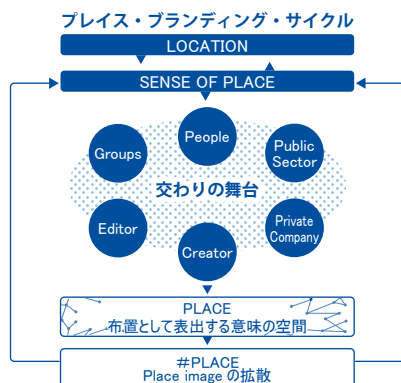 プレイス・ブランディング・サイクル
LOCATION
SENSE OF PLACE
People
Groups
Public
Sector
交わりの舞台
Editor
Private
Company
Creator
PLACE
布置として表出する意味の空間
#PLACE
Place image の拡散